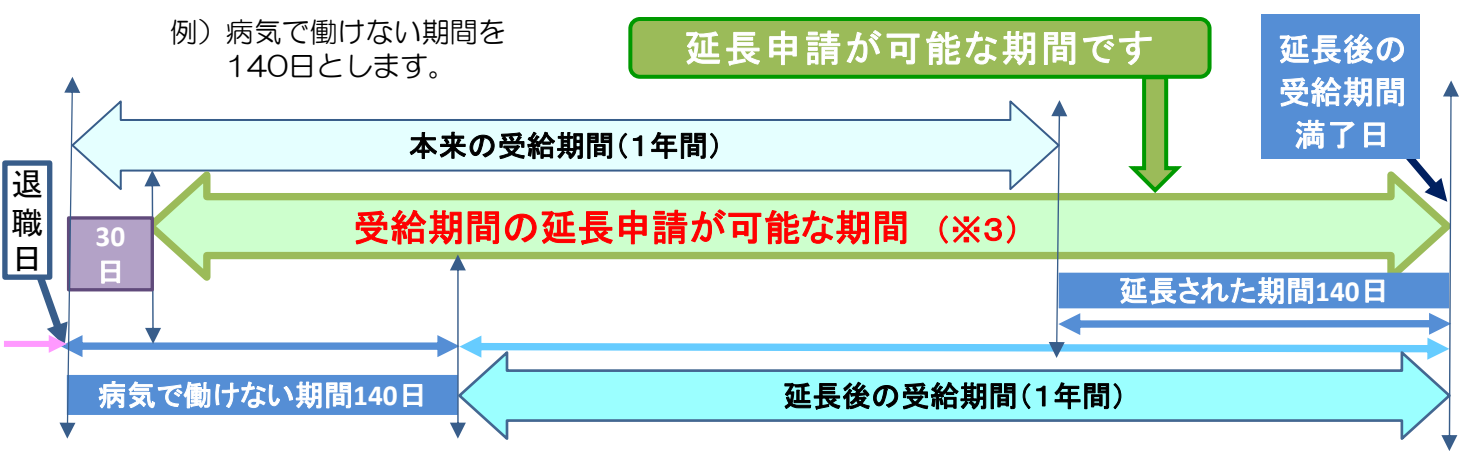 例）病気で働けない期間を
140日とします。
延長申請が可能な期間です
延長後の
受給期間
満了日
本来の受給期間（１年間）
退
職
日
30
日
受給期間の延長申請が可能な期間 （※３）
延長された期間140日
病気で働けない期間140日
延長後の受給期間（１年間）